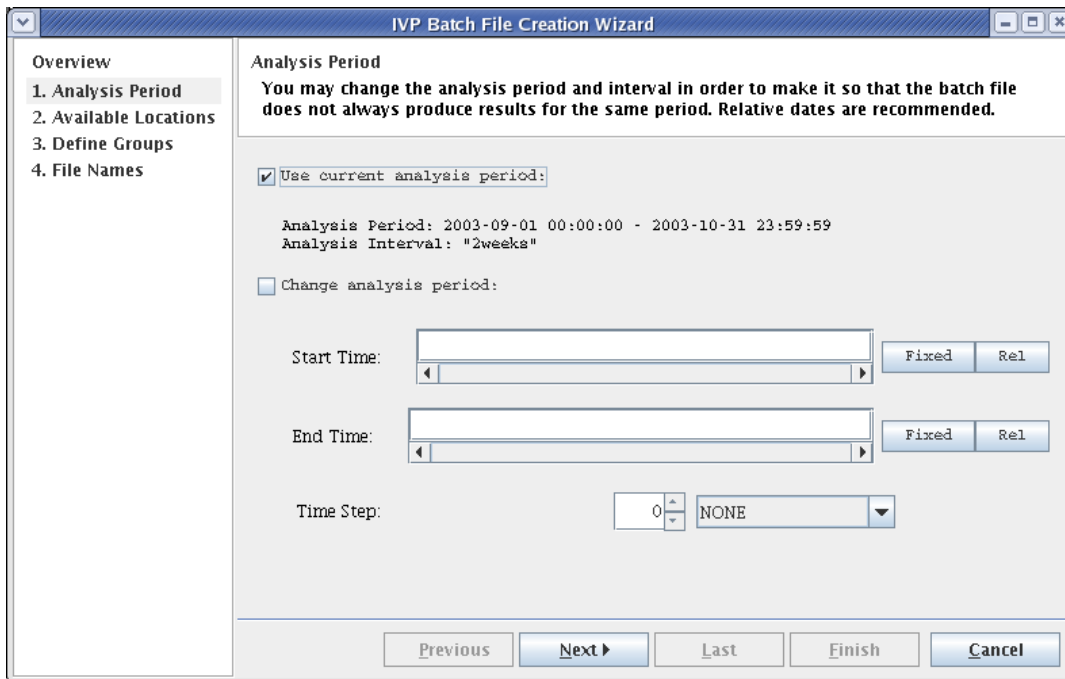 IVP Batch File Creation Wizard
Overview
1. Analysis Period
2. Available Locations
3. Define Groups
4. File Names
Analysis Period
You may change the analysis period and interval in order to make it so that the batch file
does not always produce results for the same period. Relative dates are recommended.
Use current analysis period:
Analysis Period: 2003-09-01 00:00:00 - 2003-10-31 23:59:59
Analysis Interval: "2weeks"
Change analysis period:
Start Time:
Fixed
Rel
End Time:
Fixed
Rel
Time Step:
0
NONE
Previous
Next
Last
Finish
Cancel